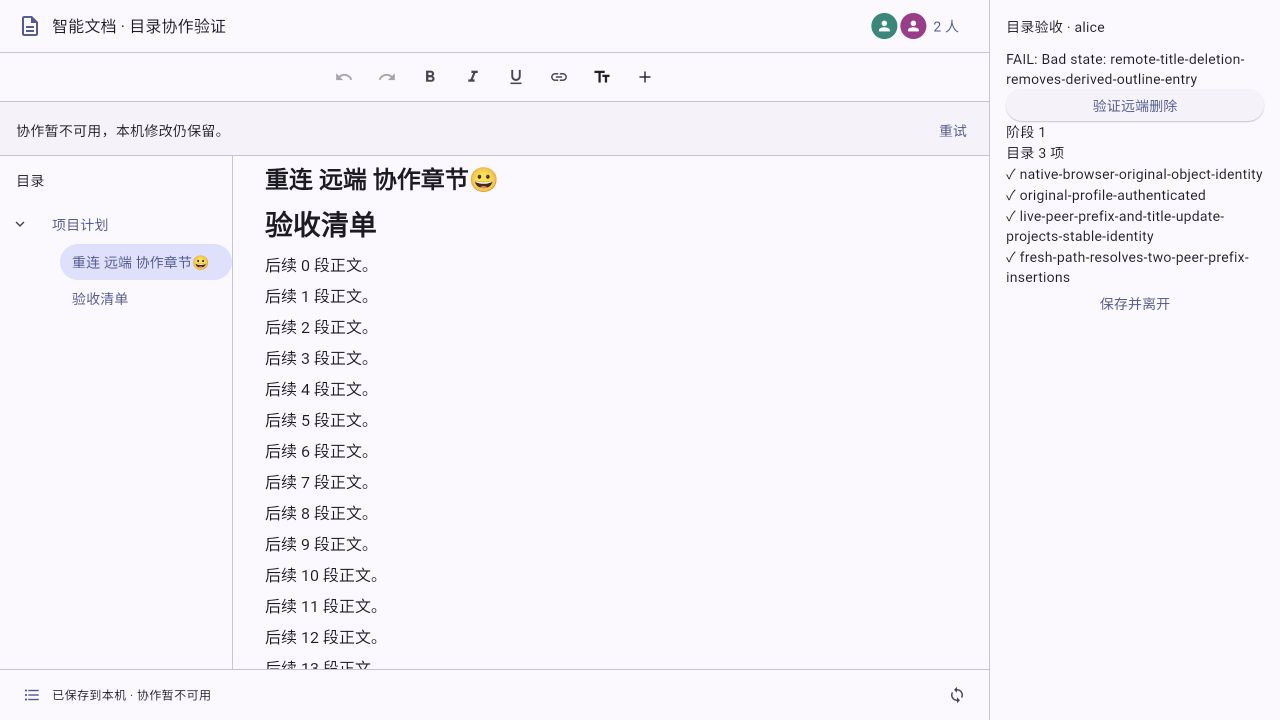 智能文档 · 目录协作验证
2 人
协作暂不可用，本机修改仍保留。
重试
目录
项目计划
重连 远端 协作章节😀
验收清单
重连 远端 协作章节😀
验收清单
后续 0 段正文。
后续 1 段正文。
后续 2 段正文。
后续 3 段正文。
后续 4 段正文。
后续 5 段正文。
后续 6 段正文。
后续 7 段正文。
后续 8 段正文。
后续 9 段正文。
后续 10 段正文。
后续 11 段正文。
后续 12 段正文。
后续 13 段正文
已保存到本机 · 协作暂不可用
目录验收 · alice
FAIL: Bad state: remote-title-deletion-
removes-derived-outline-entry
验证远端删除
阶段 1
目录 3 项
✓ native-browser-original-object-identity
✓ original-profile-authenticated
✓ live-peer-prefix-and-title-update-
projects-stable-identity
✓ fresh-path-resolves-two-peer-prefix-
insertions
保存并离开